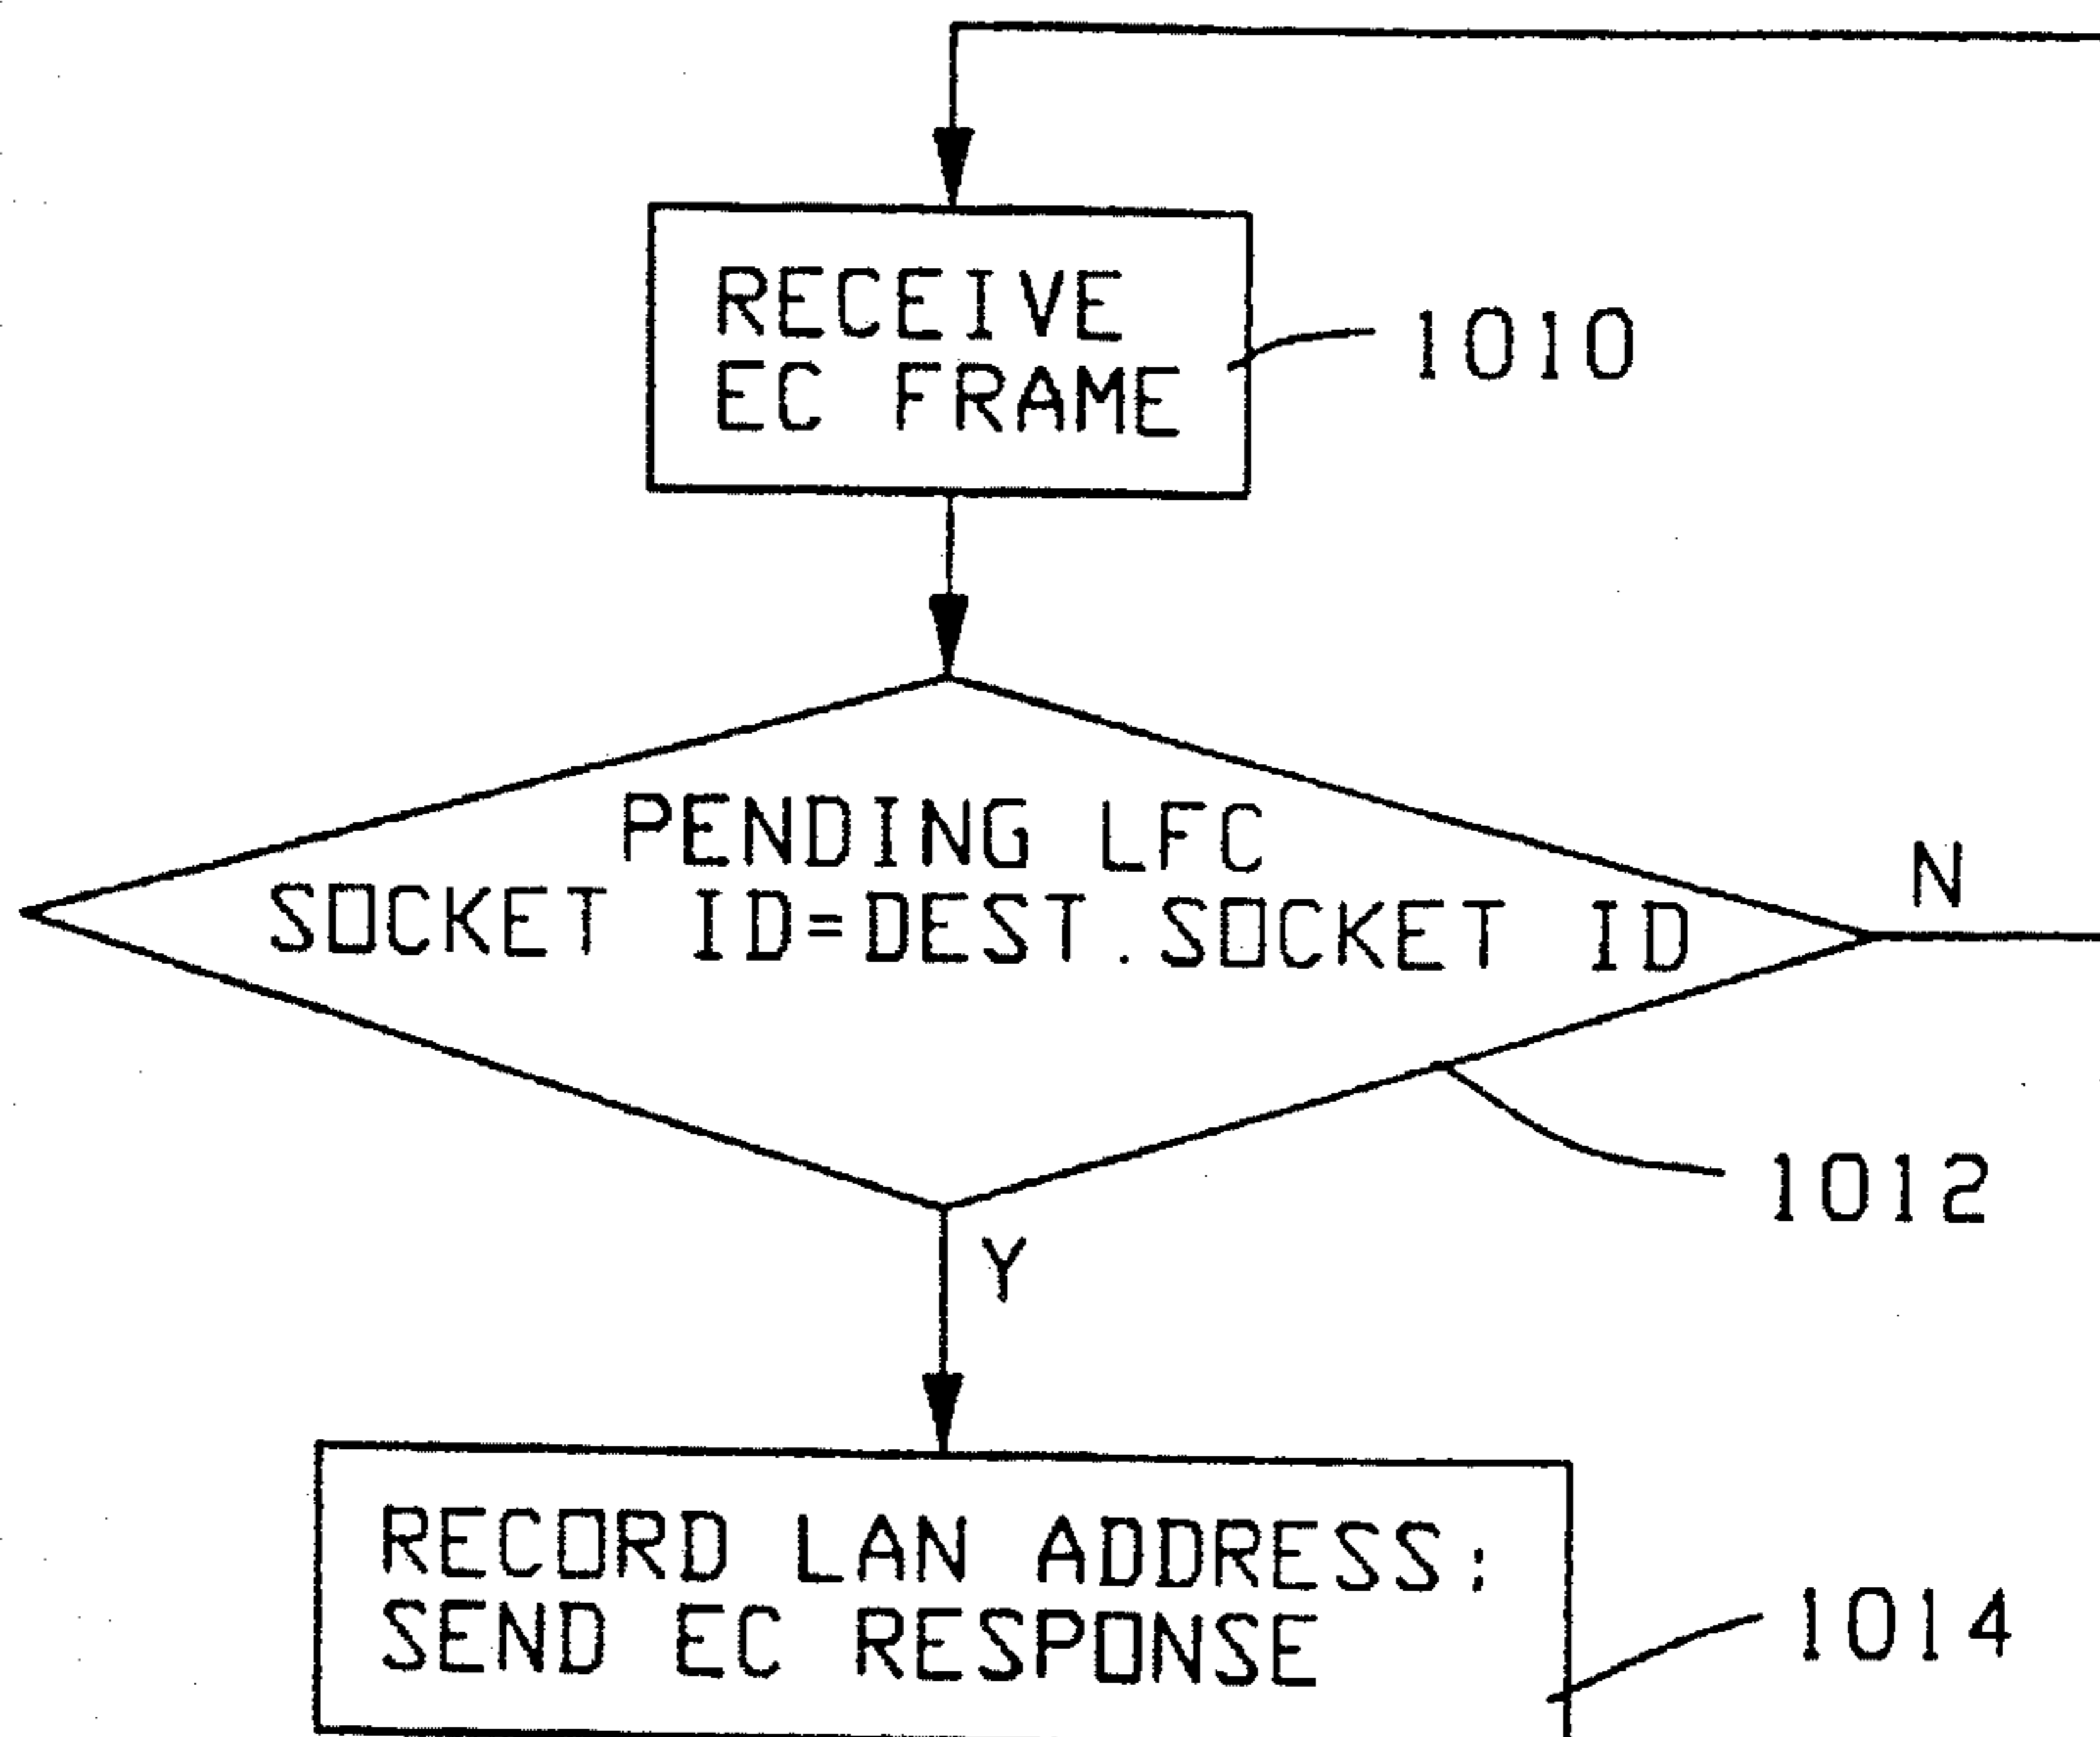 RECEIVE
EC FRAME
1010
PENDING LFC
SOCKET ID=DEST.SOCKET ID
N
1012
Y
RECORD LAN ADDRESS:
SEND EC RESPONSE
1014